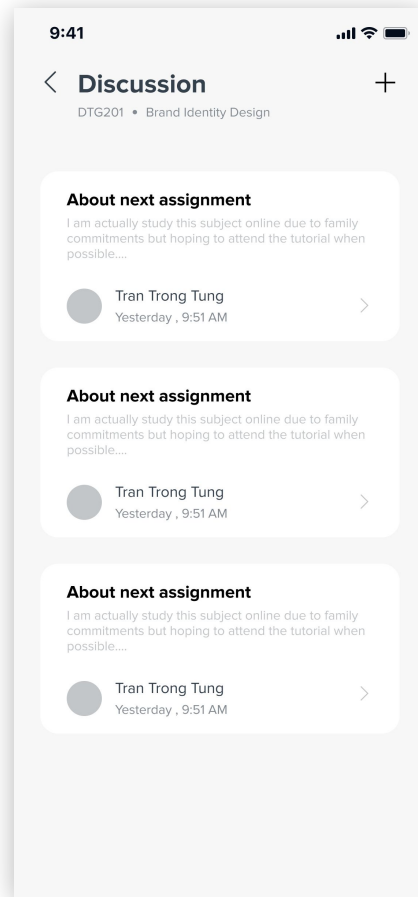 9:41
Discussion
DTG201 • Brand Identity Design
About next assignment
I am actually study this subject online due to family
commitments but hoping to attend the tutorial when
possible....
Tran Trong Tung
Yesterday , 9:51 AM
About next assignment
I am actually study this subject online due to family
commitments but hoping to attend the tutorial when
possible....
Tran Trong Tung
Yesterday , 9:51 AM
About next assignment
I am actually study this subject online due to family
commitments but hoping to attend the tutorial when
possible....
Tran Trong Tung
Yesterday , 9:51 AM